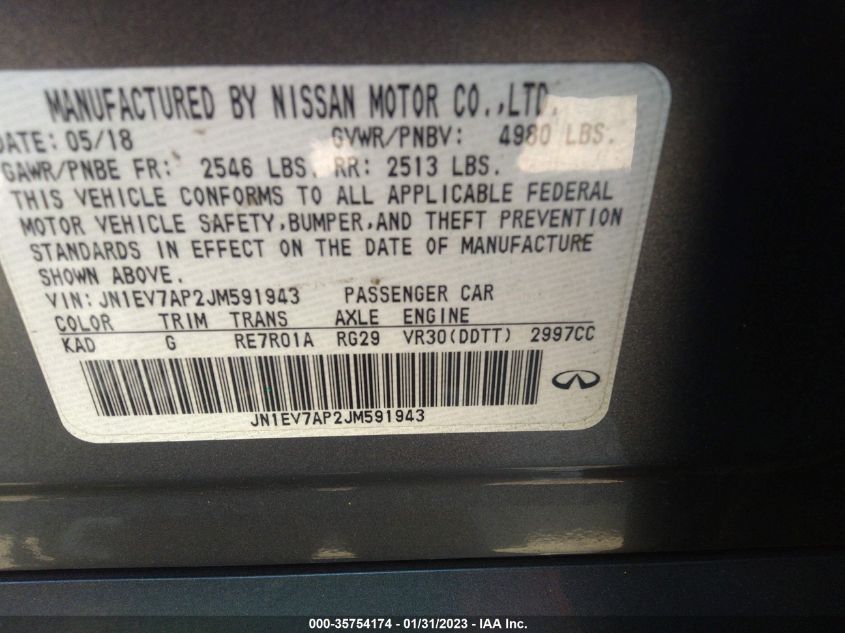 MANUFACTURED BY NISSAN MOTOR CO.,LTD.
DATE: 05/18 GVWR/PNBV: 4980 LBS.
GAWR/PNBE FR: 2546 LBS. RR: 2513 LBS.
THIS VEHICLE CONFORMS TO ALL APPLICABLE FEDERAL
MOTOR VEHICLE SAFETY,BUMPER,AND THEFT PREVENTION
STANDARDS IN EFFECT ON THE DATE OF MANUFACTURE
SHOWN ABOVE.
VIN: JN1EV7AP2JM591943 PASSENGER CAR
COLOR TRIM TRANS AXLE ENGINE
KAD G RE7R01A RG29 VR30(DDTT) 2997CC
JN1EV7AP2JM591943
000-35754174 | 01/31/2023 | IAA Inc.